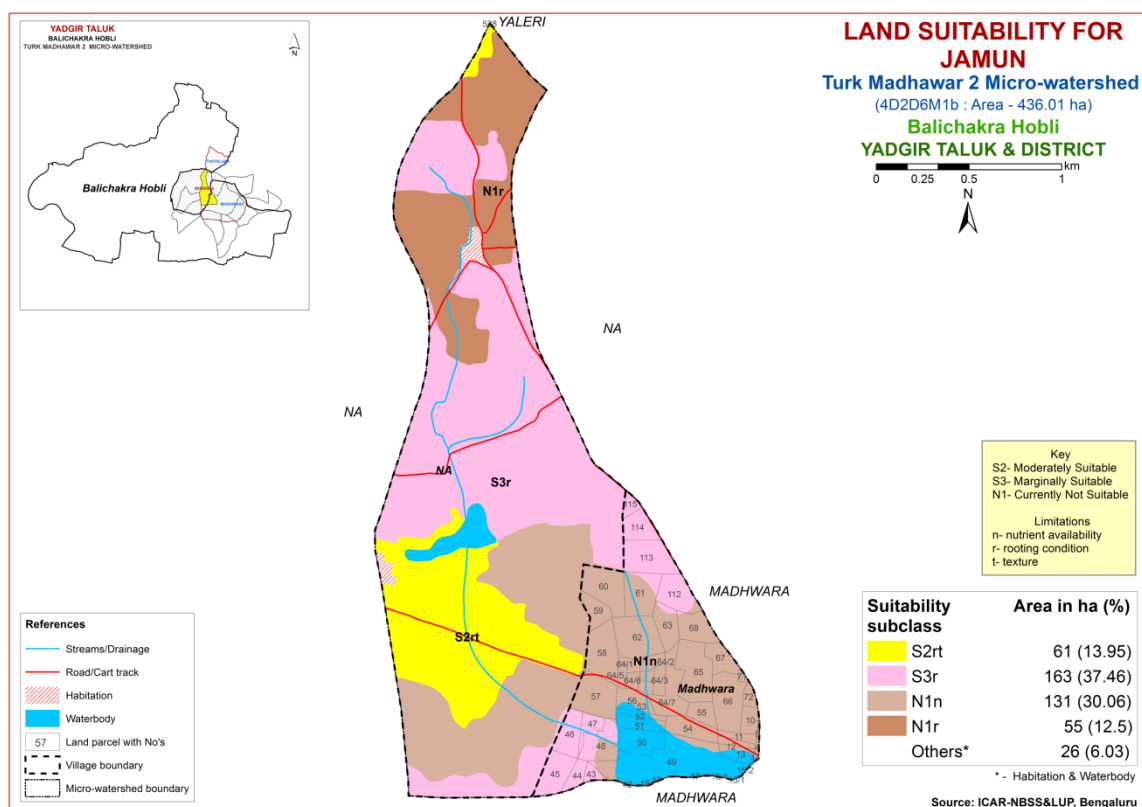 YADGIR TALUK
BALICHAKRA HOBLI
TURK MADHAWAR 2 MICRO-WATERSHED
N
Balichakra Hobli
LAND SUITABILITY FOR
JAMUN
Turk Madhawar 2 Micro-watershed
(4D2D6M1b : Area - 436.01 ha)
Balichakra Hobli
YADGIR TALUK & DISTRICT
km
0 0.25 0.5 1
N
YALERI
N1r
NA
NA
NA
S3r
115
114
113
112
MADHWARA
60
61
59
63
68
62
58
N1n
64/1
64/2
67
64/5
64/6
64/3
65
Madhwara
57
56
64/7
66
72
53
55
10
52
51
54
11
47
46
48
50
12
13
49
45
44
43
MADHWARA
S2rt
Key
S2- Moderately Suitable
S3- Marginally Suitable
N1- Currently Not Suitable
Limitations
n- nutrient availability
r- rooting condition
t- texture
Suitability subclass Area in ha (%)
S2rt 61 (13.95)
S3r 163 (37.46)
N1n 131 (30.06)
N1r 55 (12.5)
Others* 26 (6.03)
* - Habitation & Waterbody
Source: ICAR-NBSS&LUP, Bengaluru
References
Streams/Drainage
Road/Cart track
Habitation
Waterbody
57 Land parcel with No's
Village boundary
Micro-watershed boundary